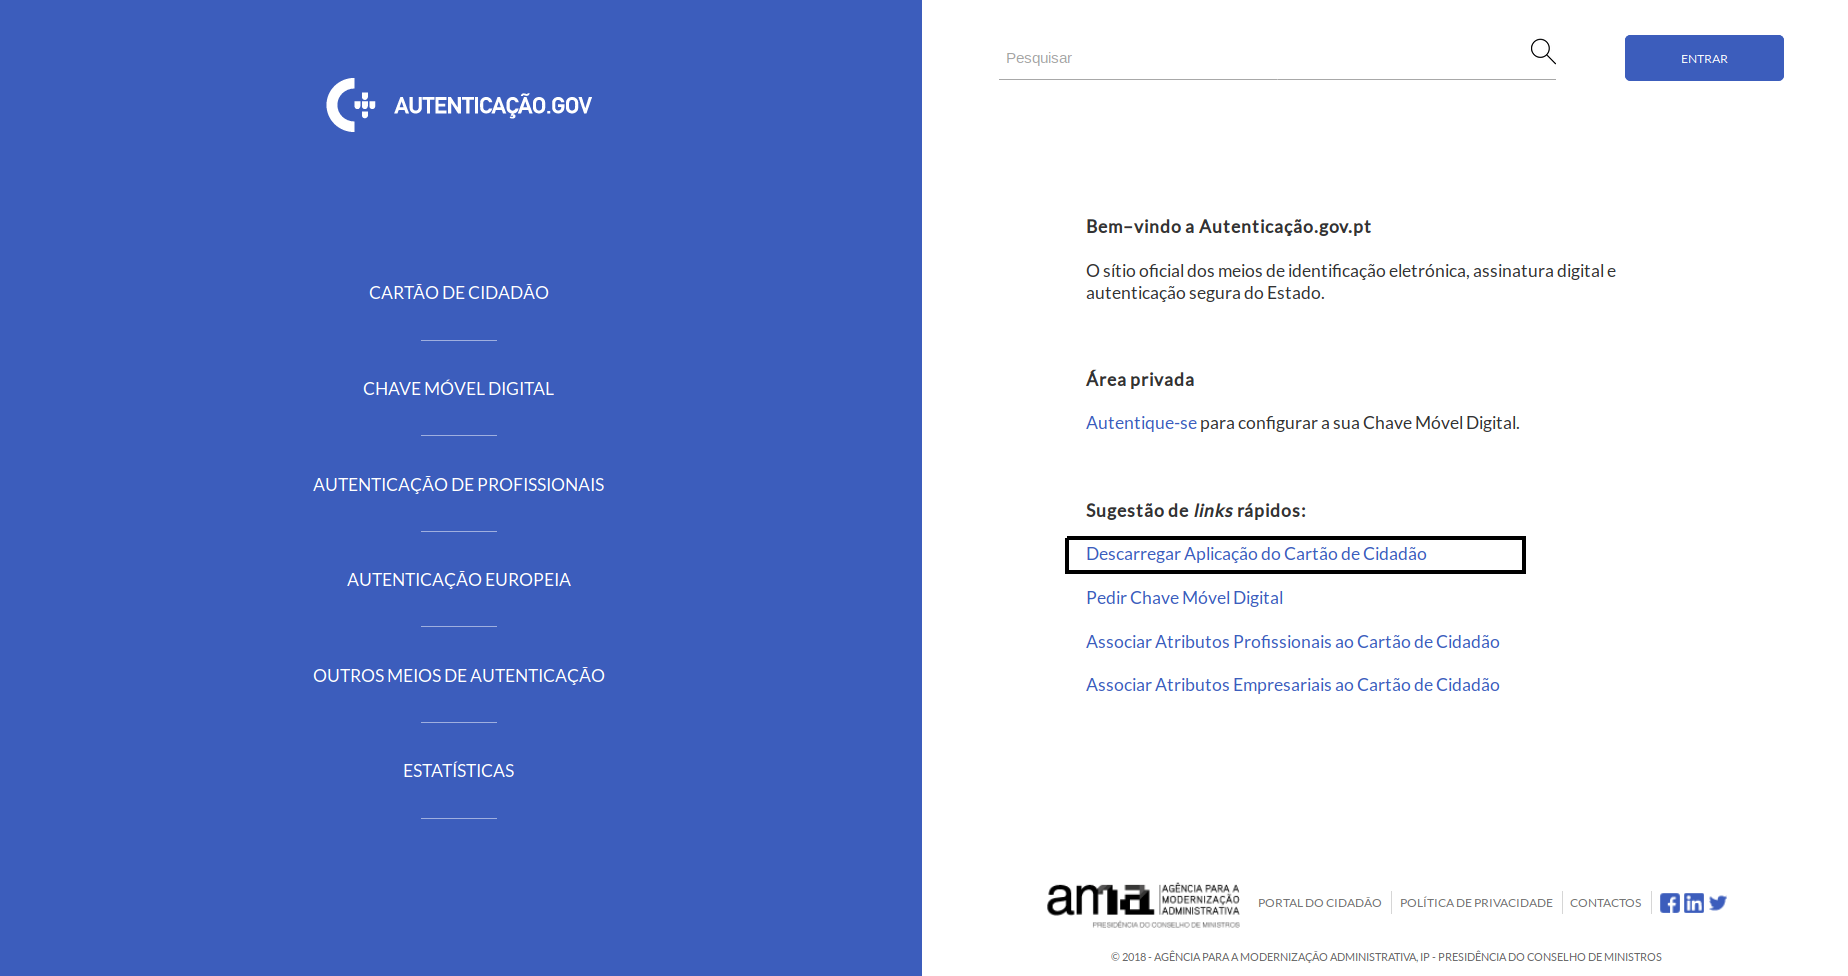 AUTENTICAÇÃO.GOV
CARTÃO DE CIDADÃO
CHAVE MÓVEL DIGITAL
AUTENTICAÇÃO DE PROFISSIONAIS
AUTENTICAÇÃO EUROPEIA
OUTROS MEIOS DE AUTENTICAÇÃO
ESTATÍSTICAS
Pesquisar
ENTRAR
Bem–vindo a Autenticação.gov.pt
O sítio oficial dos meios de identificação eletrónica, assinatura digital e
autenticação segura do Estado.
Área privada
Autentique-se para configurar a sua Chave Móvel Digital.
Sugestão de links rápidos:
Descarregar Aplicação do Cartão de Cidadão
Pedir Chave Móvel Digital
Associar Atributos Profissionais ao Cartão de Cidadão
Associar Atributos Empresariais ao Cartão de Cidadão
ama
AGÊNCIA PARA A
MODERNIZAÇÃO
ADMINISTRATIVA
PRESIDÊNCIA DO CONSELHO DE MINISTROS
PORTAL DO CIDADÃO
POLÍTICA DE PRIVACIDADE
CONTACTOS
© 2018 - AGÊNCIA PARA A MODERNIZAÇÃO ADMINISTRATIVA, IP - PRESIDÊNCIA DO CONSELHO DE MINISTROS